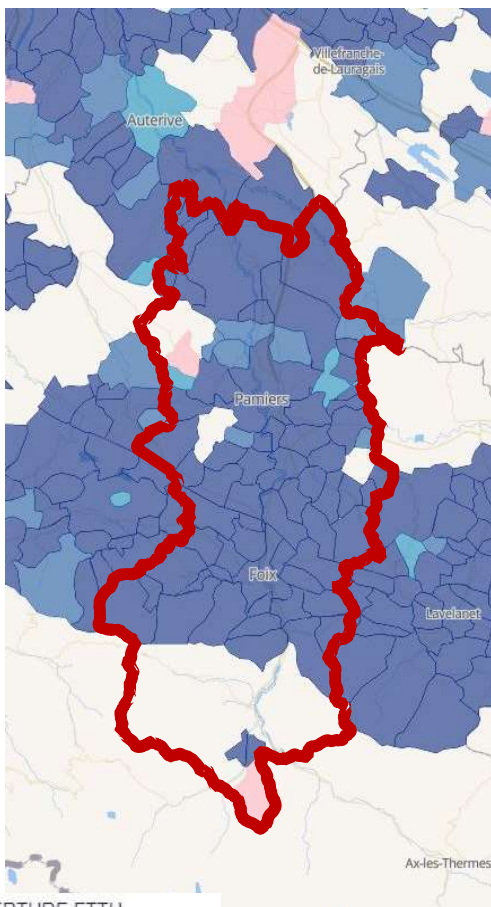 Villefranche-
de-Lauragais
Auterive
Pamiers
Foix
Lavelanet
Ax-les-Thermes